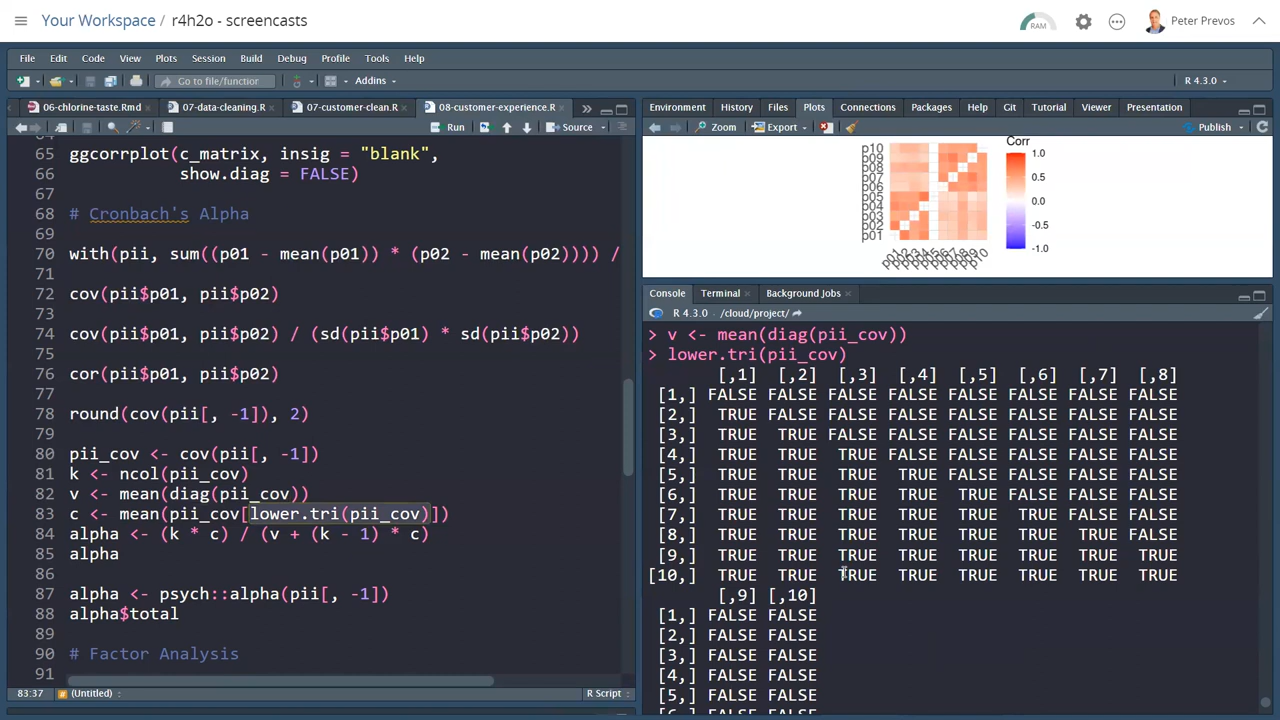 Your Workspace / r4h2o - screencasts
RAM
Peter Prevos
File Edit Code View Plots Session Build Debug Profile Tools Help
Go to file/function
Addins
R 4.3.0
06-chlorine-taste.Rmd
07-data-cleaning.R
07-customer-clean.R
08-customer-experience.R
Run
Source
65 ggcorrplot(c_matrix, insig = "blank",
66 show.diag = FALSE)
67
68 # Cronbach's Alpha
69
70 with(pii, sum((p01 - mean(p01)) * (p02 - mean(p02)))) /
71
72 cov(pii$p01, pii$p02)
73
74 cov(pii$p01, pii$p02) / (sd(pii$p01) * sd(pii$p02))
75
76 cor(pii$p01, pii$p02)
77
78 round(cov(pii[, -1]), 2)
79
80 pii_cov <- cov(pii[, -1])
81 k <- ncol(pii_cov)
82 v <- mean(diag(pii_cov))
83 c <- mean(pii_cov[lower.tri(pii_cov)])
84 alpha <- (k * c) / (v + (k - 1) * c)
85 alpha
86
87 alpha <- psych::alpha(pii[, -1])
88 alpha$total
89
90 # Factor Analysis
91
83:37
(Untitled)
R Script
Environment History Files Plots Connections Packages Help Git Tutorial Viewer Presentation
Zoom
Export
Publish
Corr
p10
p09
p08
p07
p06
p05
p04
p03
p02
p01
1.0
0.5
0.0
-0.5
-1.0
p01
p02
p03
p04
p05
p06
p07
p08
p09
p10
Console Terminal Background Jobs
R 4.3.0 · /cloud/project/
> v <- mean(diag(pii_cov))
> lower.tri(pii_cov)
[,1] [,2] [,3] [,4] [,5] [,6] [,7] [,8]
[1,] FALSE FALSE FALSE FALSE FALSE FALSE FALSE FALSE
[2,] TRUE FALSE FALSE FALSE FALSE FALSE FALSE FALSE
[3,] TRUE TRUE FALSE FALSE FALSE FALSE FALSE FALSE
[4,] TRUE TRUE TRUE FALSE FALSE FALSE FALSE FALSE
[5,] TRUE TRUE TRUE TRUE FALSE FALSE FALSE FALSE
[6,] TRUE TRUE TRUE TRUE TRUE FALSE FALSE FALSE
[7,] TRUE TRUE TRUE TRUE TRUE TRUE FALSE FALSE
[8,] TRUE TRUE TRUE TRUE TRUE TRUE TRUE FALSE
[9,] TRUE TRUE TRUE TRUE TRUE TRUE TRUE TRUE
[10,] TRUE TRUE TRUE TRUE TRUE TRUE TRUE TRUE
[,9] [,10]
[1,] FALSE FALSE
[2,] FALSE FALSE
[3,] FALSE FALSE
[4,] FALSE FALSE
[5,] FALSE FALSE